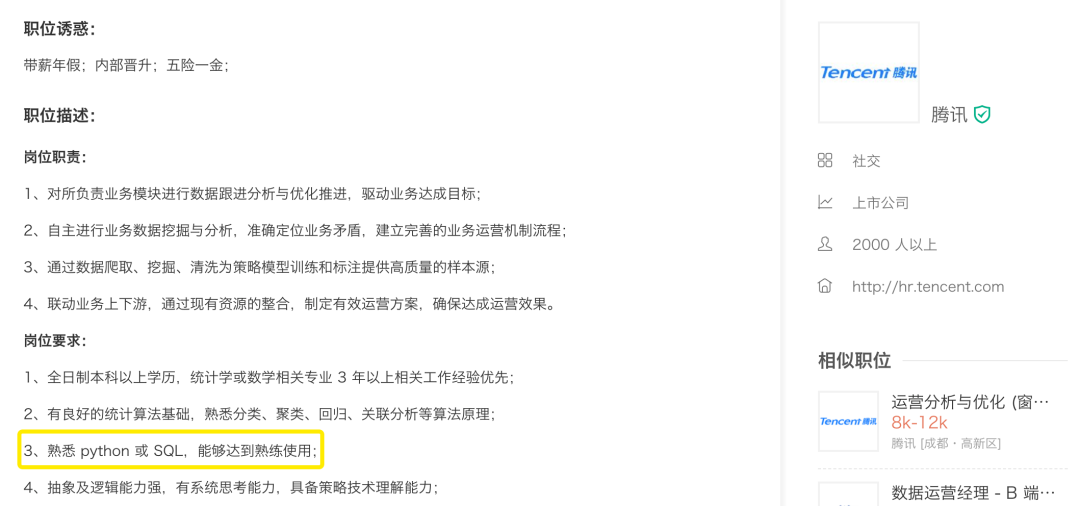 职位诱惑：
带薪年假；内部晋升；五险一金；
职位描述：
岗位职责：
1、对所负责业务模块进行数据跟进分析与优化推进，驱动业务达成目标；
2、自主进行业务数据挖掘与分析，准确定位业务矛盾，建立完善的业务运营机制流程；
3、通过数据爬取、挖掘、清洗为策略模型训练和标注提供高质量的样本源；
4、联动业务上下游，通过现有资源的整合，制定有效运营方案，确保达成运营效果。
岗位要求：
1、全日制本科以上学历，统计学或数学相关专业 3 年以上相关工作经验优先；
2、有良好的统计算法基础，熟悉分类、聚类、回归、关联分析等算法原理；
3、熟悉 python 或 SQL，能够达到熟练使用；
4、抽象及逻辑能力强，有系统思考能力，具备策略技术理解能力；
Tencent 腾讯
腾讯
社交
上市公司
2000 人以上
http://hr.tencent.com
相似职位
Tencent 腾讯
运营分析与优化 (窗…
8k-12k
腾讯 [成都·高新区]
数据运营经理 - B 端…